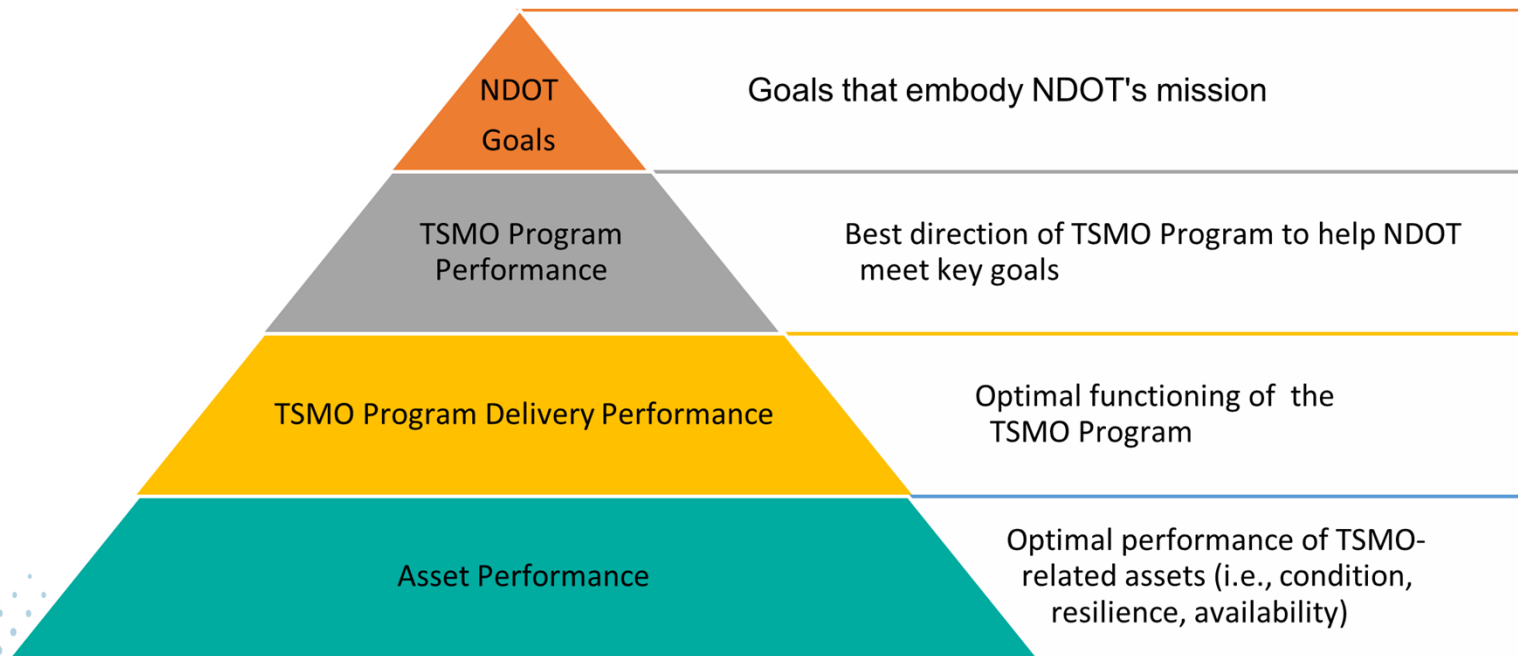 NDOT
Goals
Goals that embody NDOT's mission
TSMO Program
Performance
Best direction of TSMO Program to help NDOT
meet key goals
TSMO Program Delivery Performance
Optimal functioning of  the
TSMO Program
Asset Performance
Optimal performance of TSMO-
related assets (i.e., condition,
resilience, availability)